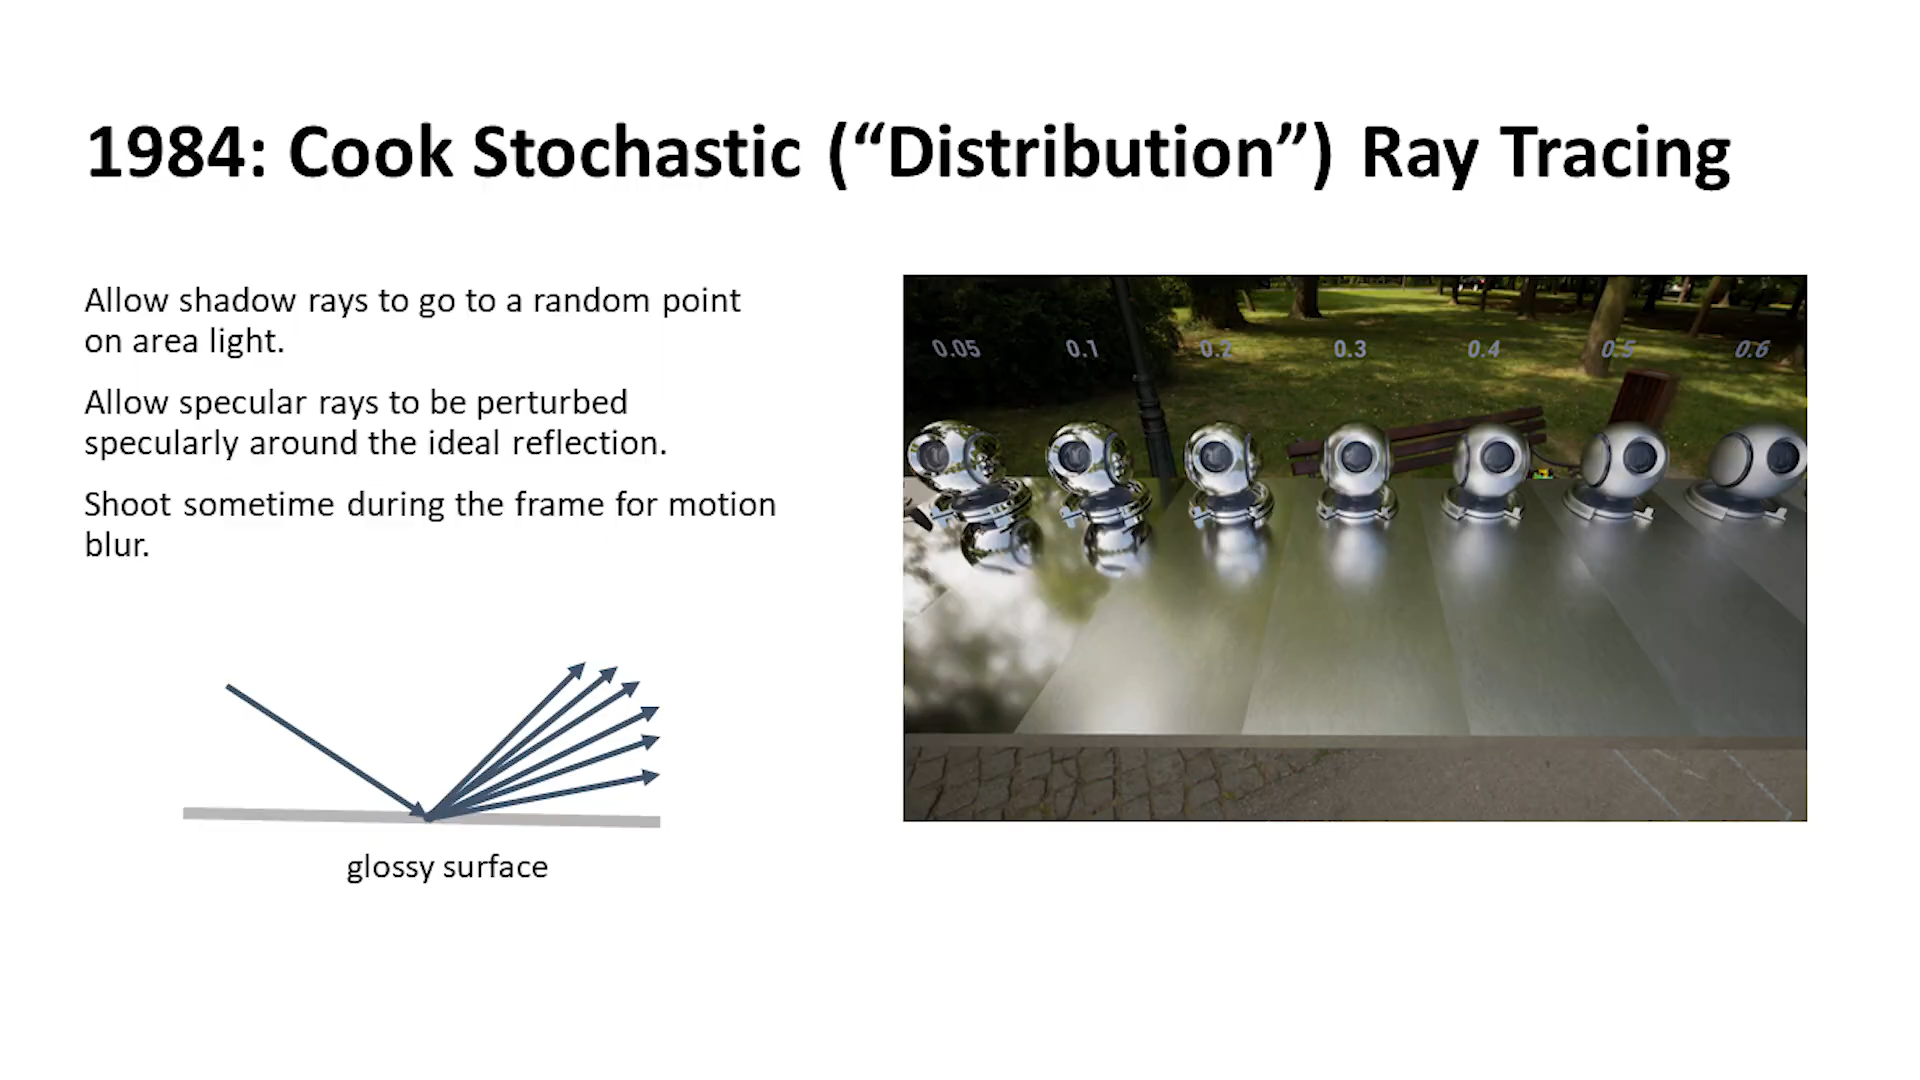 1984: Cook Stochastic (“Distribution”) Ray Tracing
Allow shadow rays to go to a random point
on area light.
Allow specular rays to be perturbed
specularly around the ideal reflection.
Shoot sometime during the frame for motion
blur.
glossy surface
0.05 0.1 0.2 0.3 0.4 0.5 0.6